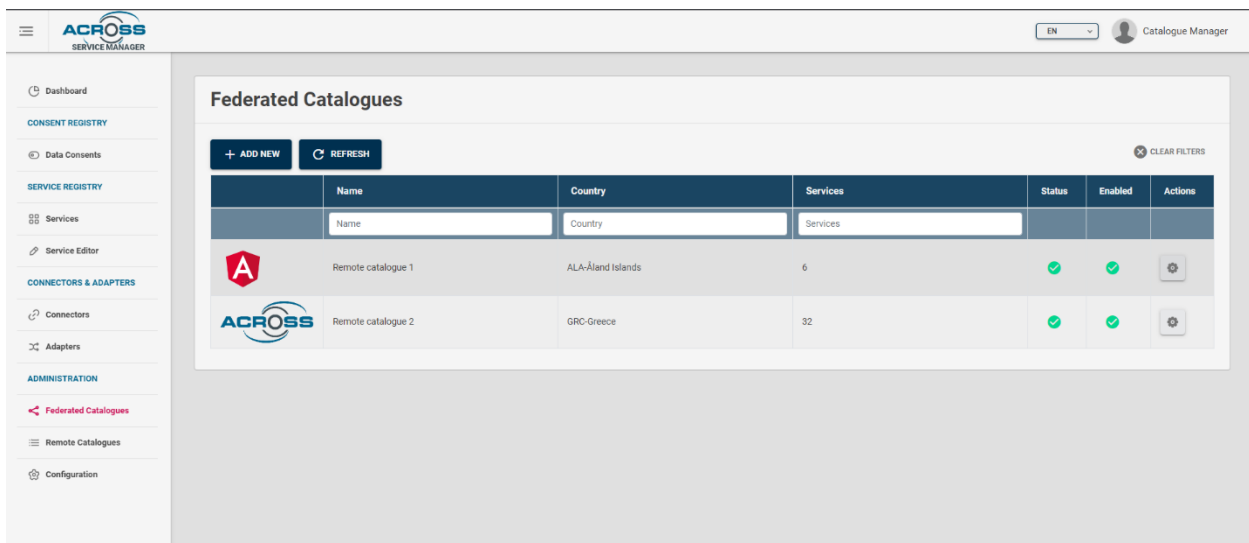 ACROSS
SERVICE MANAGER
EN
Catalogue Manager
Dashboard
CONSENT REGISTRY
Data Consents
SERVICE REGISTRY
Services
Service Editor
CONNECTORS & ADAPTERS
Connectors
Adapters
ADMINISTRATION
Federated Catalogues
Remote Catalogues
Configuration
Federated Catalogues
+ ADD NEW REFRESH CLEAR FILTERS
Name Country Services Status Enabled Actions
Name Country Services
A Remote catalogue 1 ALA-Åland Islands 6
ACROSS Remote catalogue 2 GRC-Greece 32